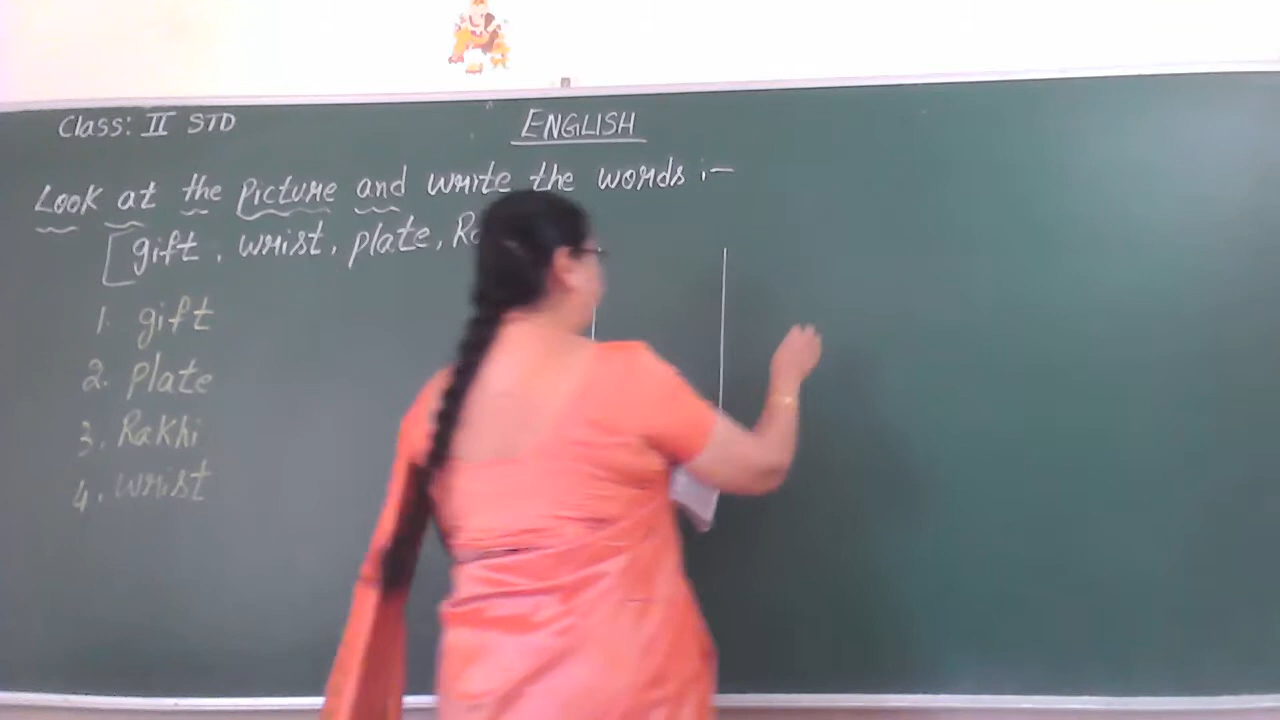 Class: II STD
ENGLISH
Look at the Picture and write the words :-
[gift, wrist, plate,
1. gift
2. plate
3. Rakhi
4. wrist